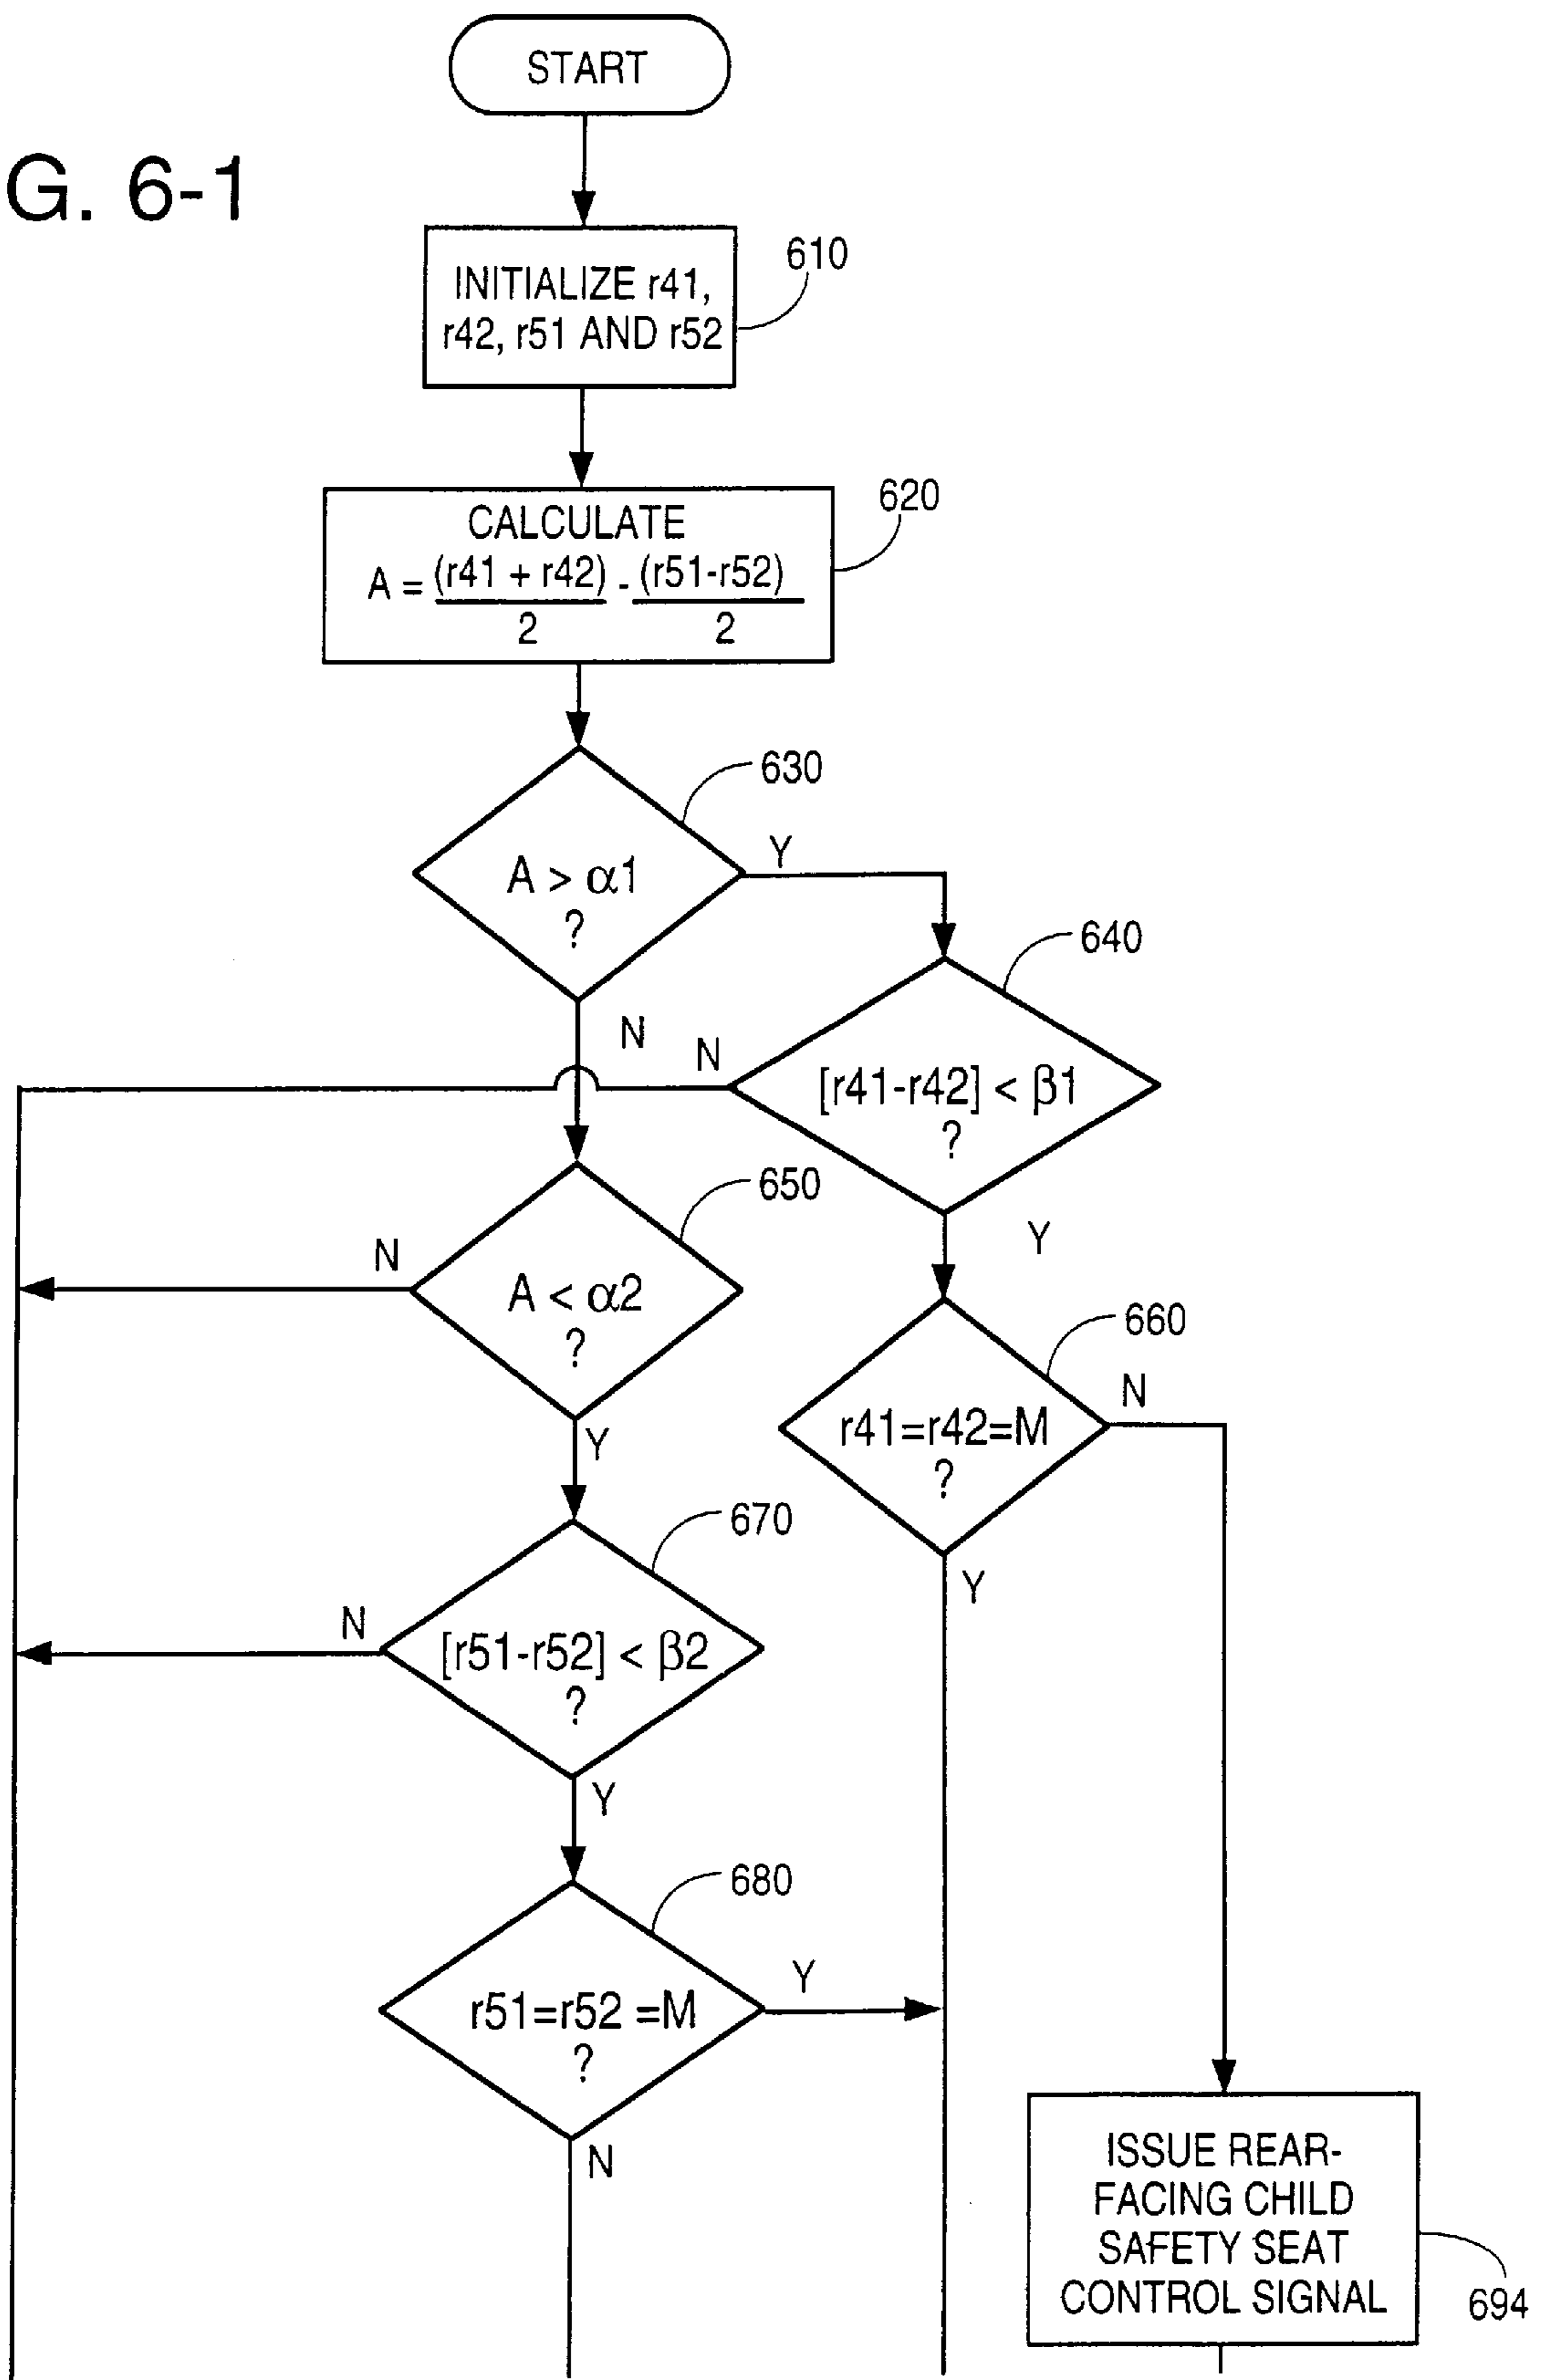 START
G. 6-1
610
INITIALIZE r41,
r42, r51 AND r52
620
CALCULATE
A = (r41 + r42)/2 - (r51-r52)/2
630
A > α1
?
Y
N
640
N
[r41-r42] < β1
?
Y
650
N
A < α2
?
Y
660
N
r41=r42=M
?
Y
670
N
[r51-r52] < β2
?
Y
680
Y
r51=r52 =M
?
N
ISSUE REAR-
FACING CHILD
SAFETY SEAT
CONTROL SIGNAL
694